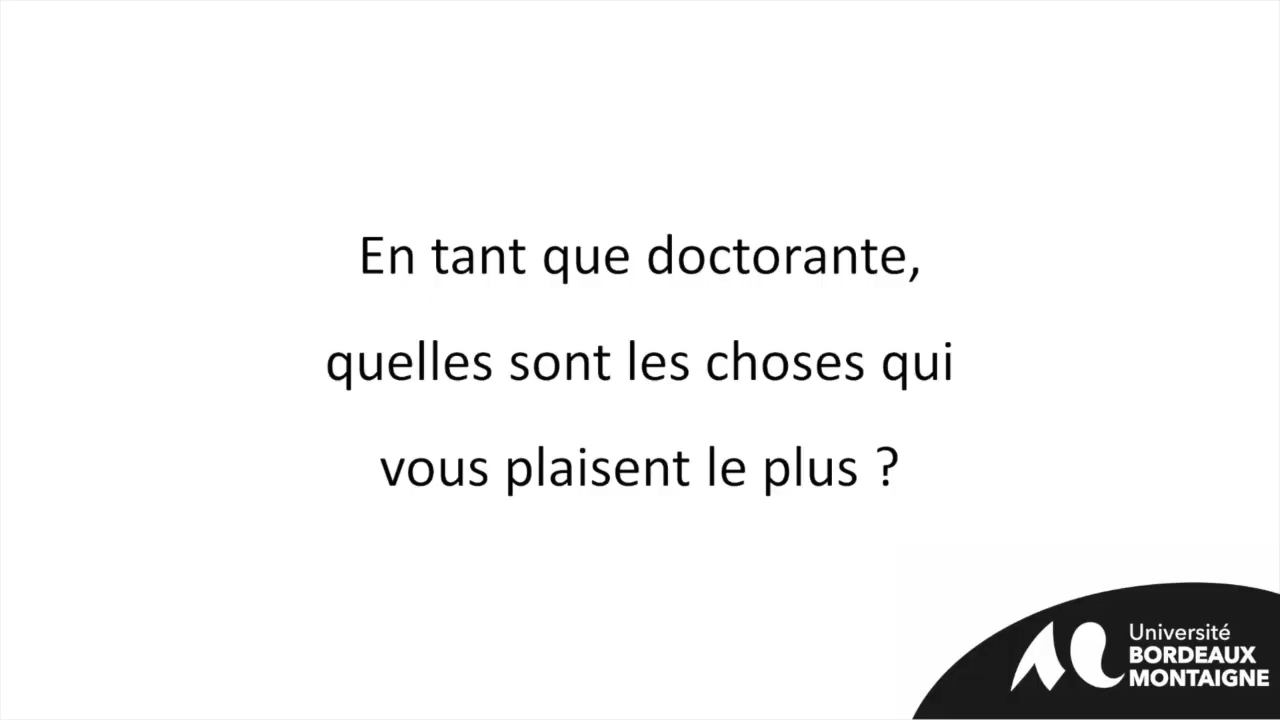 En tant que doctorante,
quelles sont les choses qui
vous plaisent le plus ?
Université
BORDEAUX
MONTAIGNE